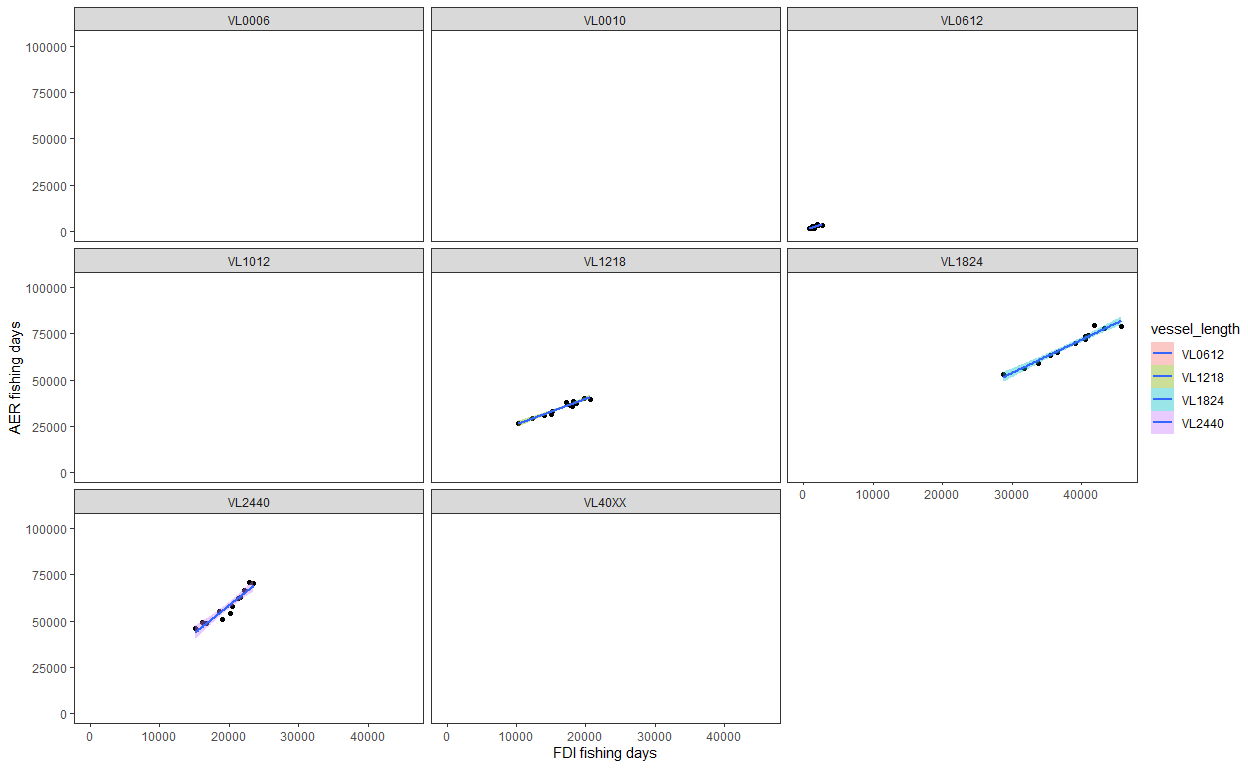 VL0006 VL0010 VL0612
100000
75000
50000
25000
0
VL1012 VL1218 VL1824
100000
75000
50000
25000
0
0 10000 20000 30000 40000
VL2440 VL40XX
100000
75000
50000
25000
0
0 10000 20000 30000 40000 0 10000 20000 30000 40000
FDI fishing days
AER fishing days
vessel_length
VL0612
VL1218
VL1824
VL2440